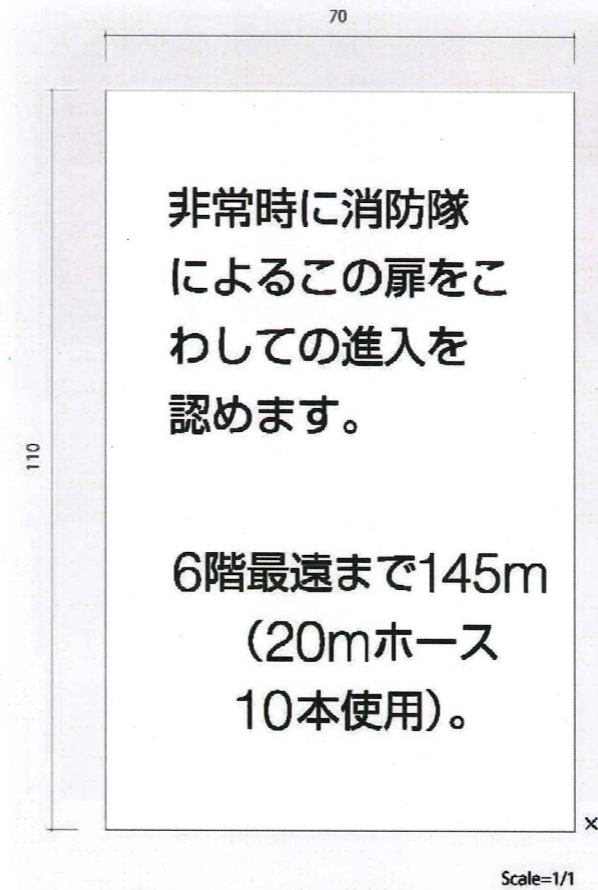 70
110
非常時に消防隊
によるこの扉をこ
わしての進入を
認めます。
6階最遠まで145m
(20mホース
10本使用)。
×
Scale=1/1